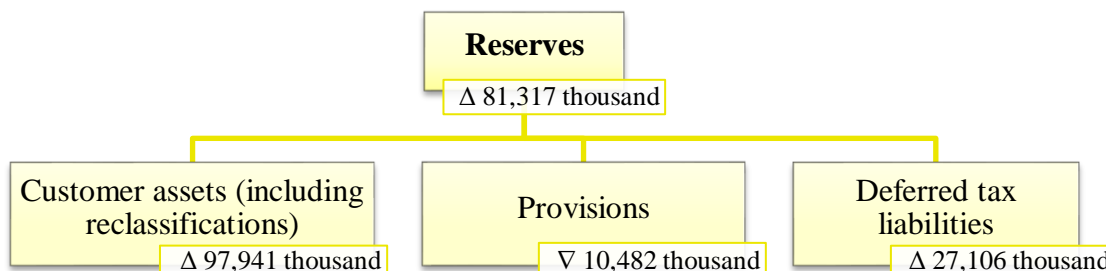 Reserves
Δ 81,317 thousand
Customer assets (including
reclassifications)
Δ 97,941 thousand
Provisions
∇ 10,482 thousand
Deferred tax
liabilities
Δ 27,106 thousand